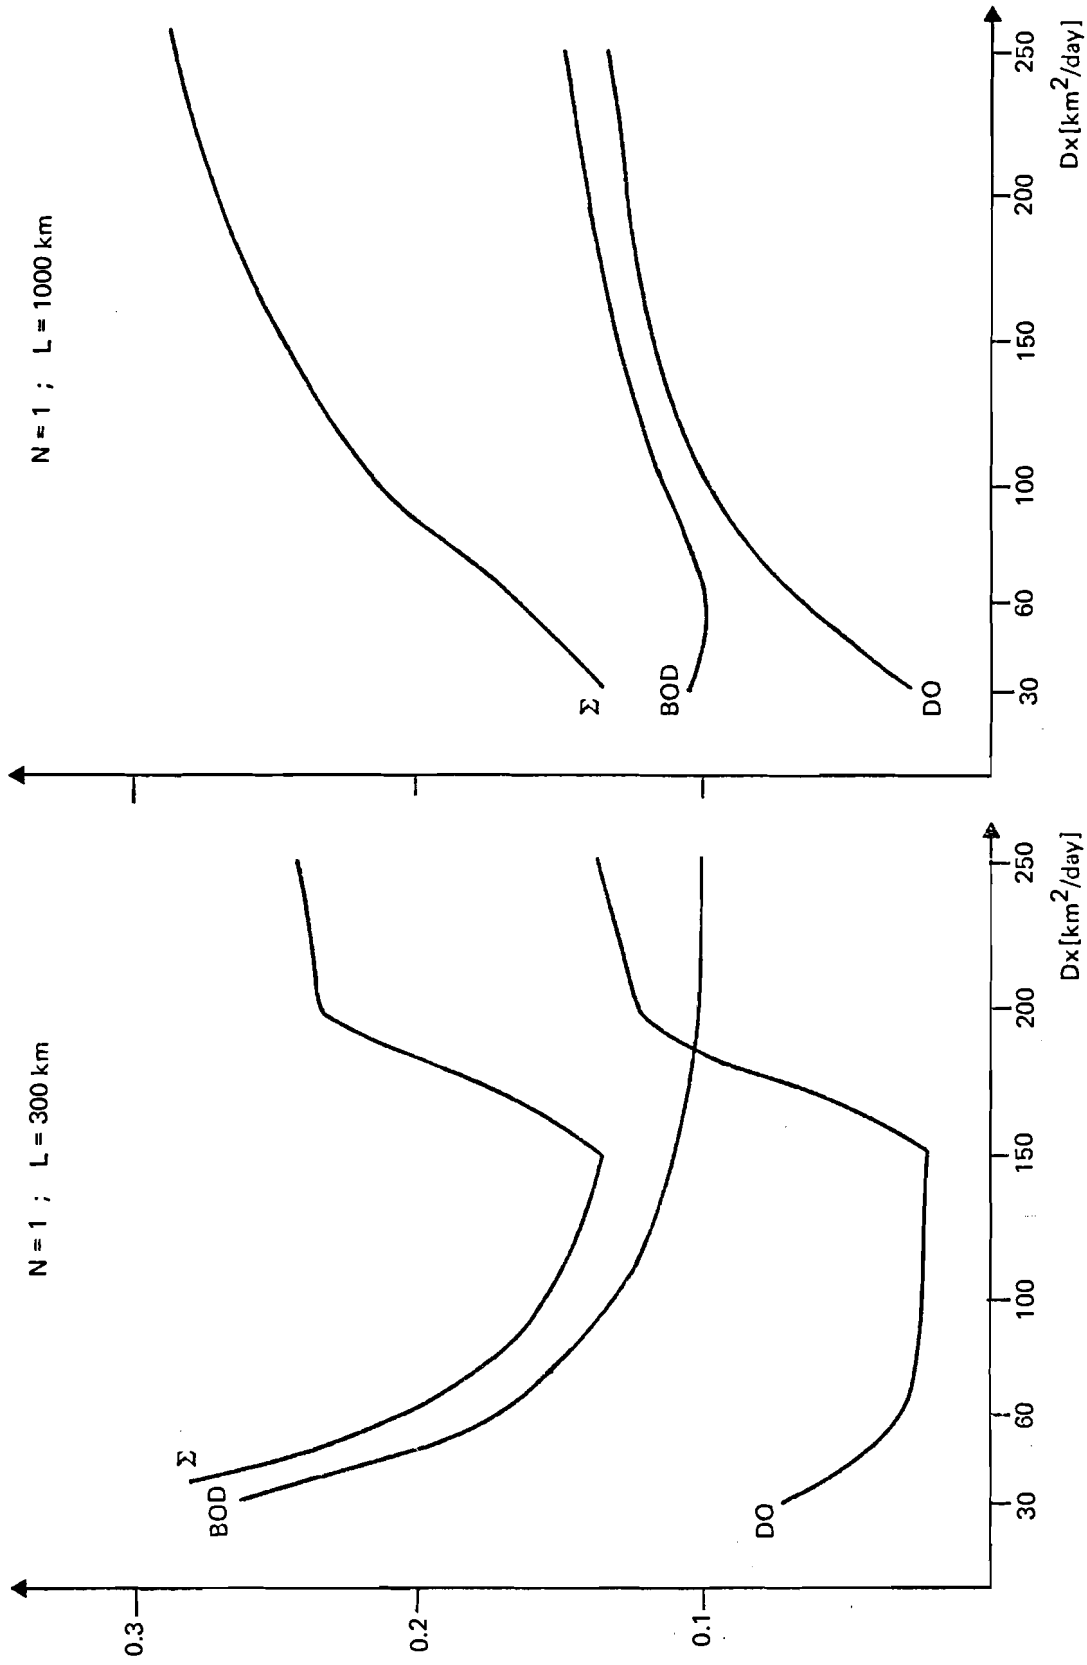 N = 1 ; L = 300 km
0.3
0.2
0.1
Σ
BOD
DO
30
60
100
150
200
250
Dx [km²/day]
N = 1 ; L = 1000 km
Σ
BOD
DO
30
60
100
150
200
250
Dx [km²/day]